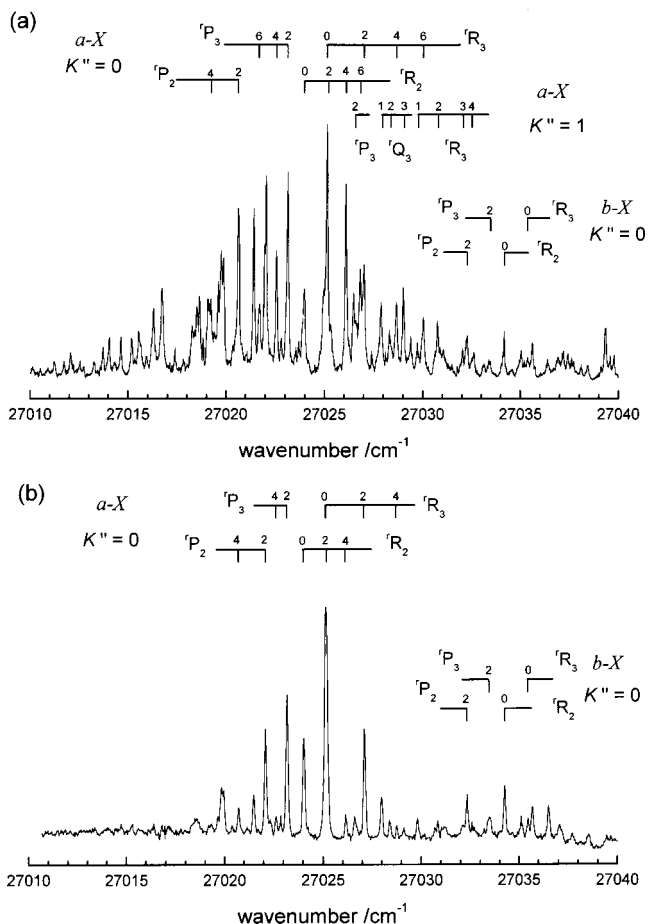 (a)
a-X
K" = 0
rP3 6 4 2
0 2 4 6 rR3
rP2 4 2
0 2 4 6 rR2
a-X
K" = 1
2 1 2 3 1 2 3 4
rP3 rQ3 rR3
b-X
K" = 0
rP3 2 0 rR3
rP2 2 0 rR2
27010 27015 27020 27025 27030 27035 27040
wavenumber /cm-1
(b)
a-X
K" = 0
rP3 4 2 0 2 4 rR3
rP2 4 2 0 2 4 rR2
b-X
K" = 0
rP3 2 0 rR3
rP2 2 0 rR2
27010 27015 27020 27025 27030 27035 27040
wavenumber /cm-1